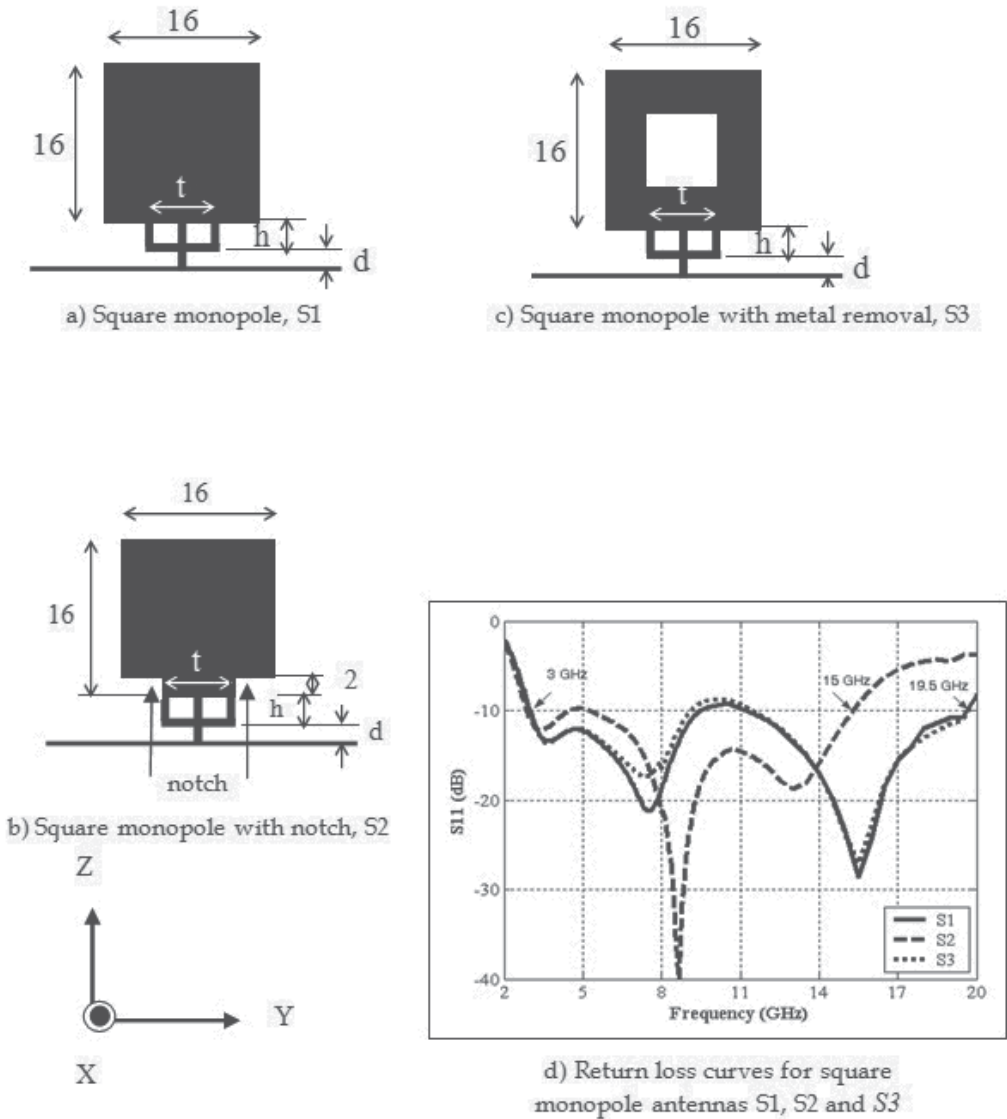 16
16
t
h
d
a) Square monopole, S1
16
16
t
h
d
c) Square monopole with metal removal, S3
16
16
t
2
h
d
notch
b) Square monopole with notch, S2
Z
Y
X
0
-10
-20
-30
-40
S11 (dB)
3 GHz
15 GHz
19.5 GHz
S1
S2
S3
2 5 8 11 14 17 20
Frequency (GHz)
d) Return loss curves for square
monopole antennas S1, S2 and S3